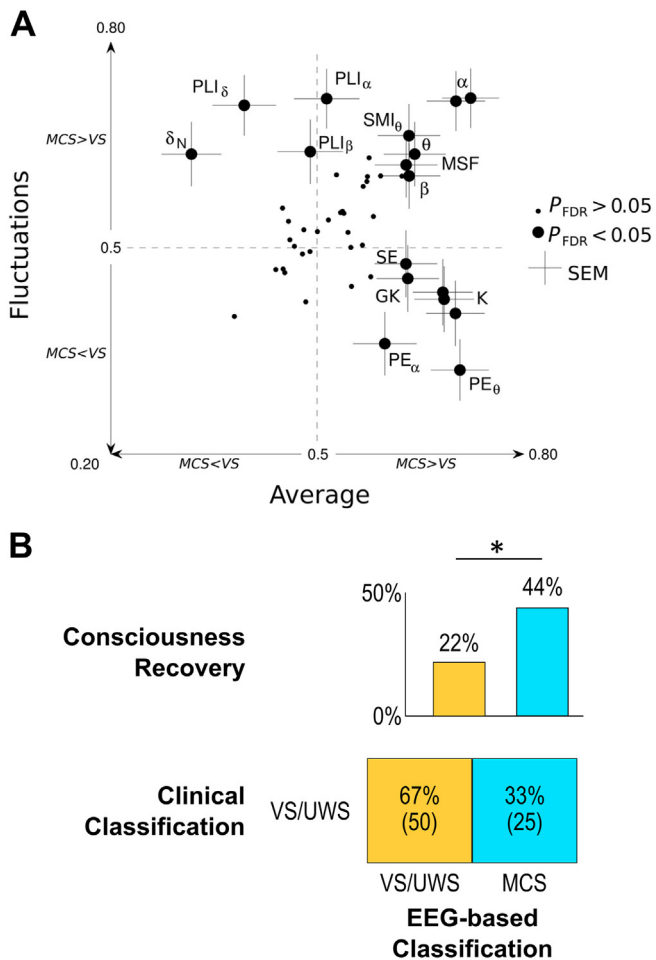 A
0.80
PLIδ
PLIα
α
MCS>VS
SMIθ
δN
PLIβ
θ
MSF
β
Fluctuations
0.5
PFDR > 0.05
PFDR < 0.05
SEM
SE
GK
K
MCS<VS
PEα
PEθ
0.20
MCS<VS
0.5
MCS>VS
0.80
Average
B
*
50%
44%
22%
Consciousness
Recovery
0%
Clinical
Classification
VS/UWS
67%
(50)
33%
(25)
VS/UWS
MCS
EEG-based
Classification